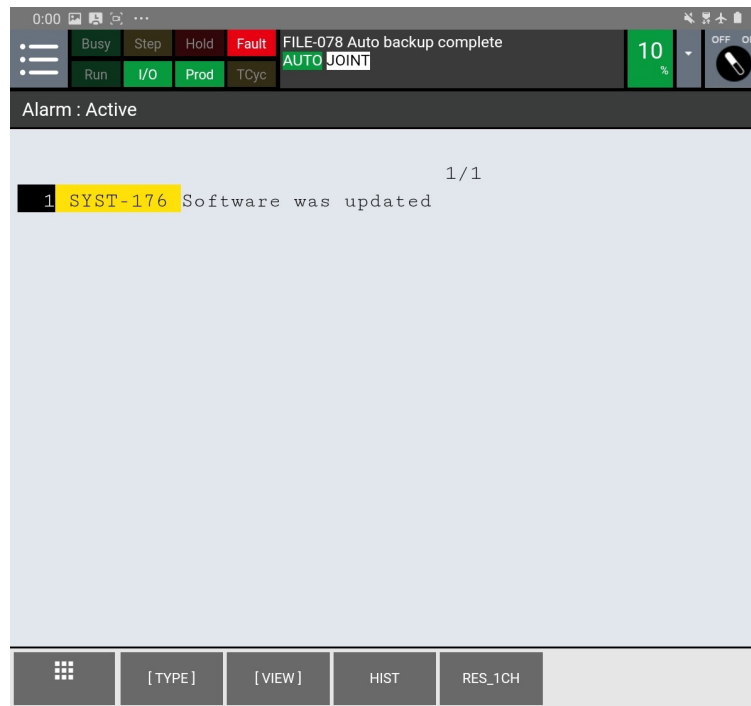 0:00 ...
Busy Step Hold Fault FILE-078 Auto backup complete
Run I/O Prod TCyc AUTO JOINT
10 %
OFF
Alarm : Active
1/1
1 SYST-176 Software was updated
[ TYPE ] [ VIEW ] HIST RES_1CH